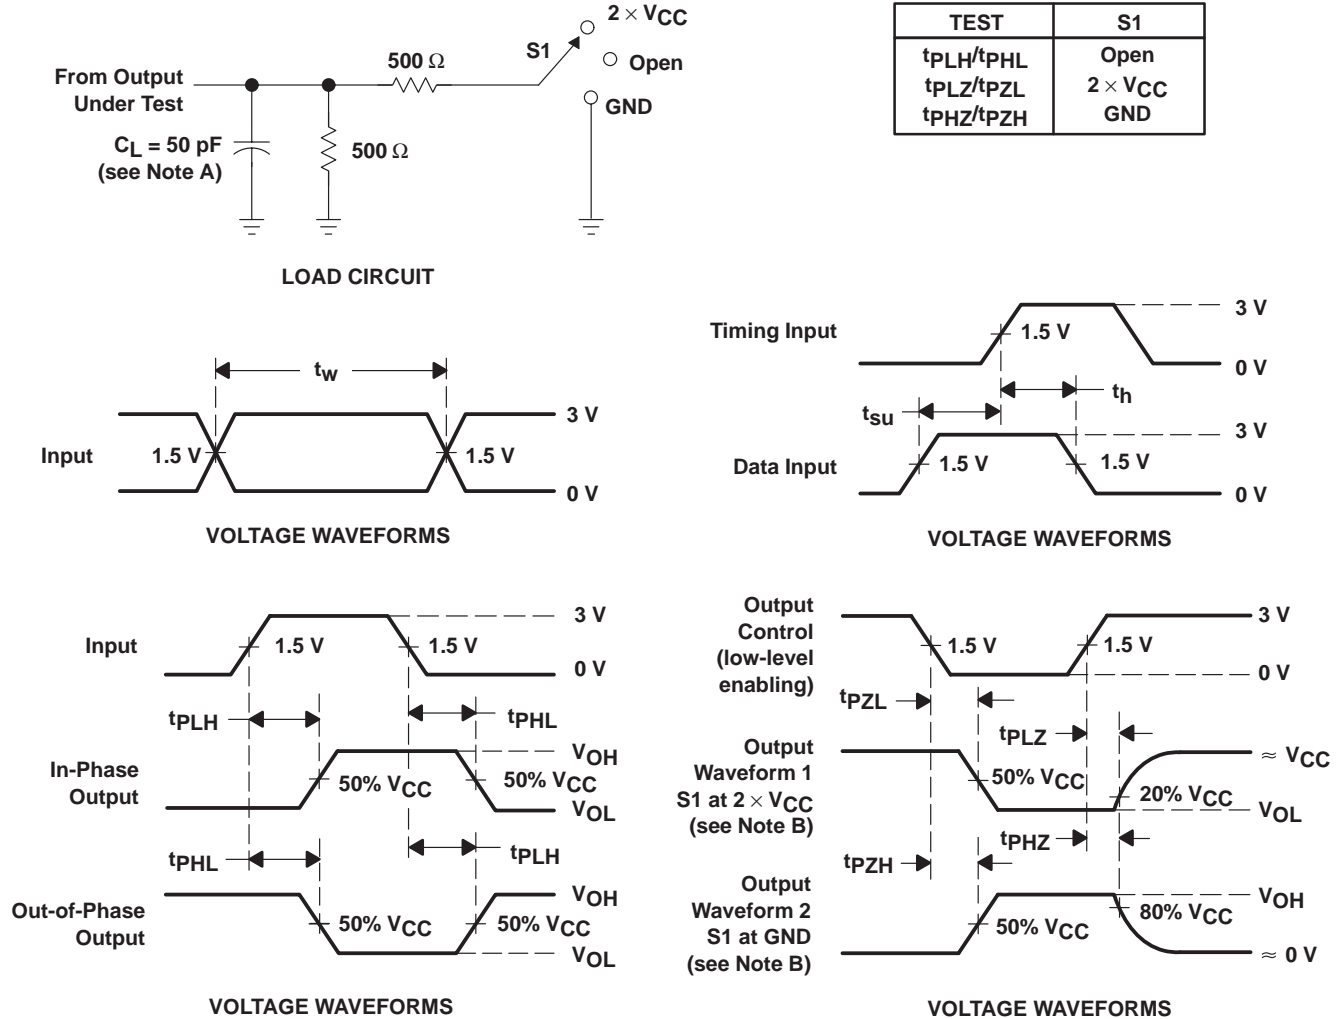 2 × VCC
S1
Open
GND
500 Ω
From Output
Under Test
CL = 50 pF
(see Note A)
500 Ω
LOAD CIRCUIT
TEST S1
tPLH/tPHL Open
tPLZ/tPZL 2 × VCC
tPHZ/tPZH GND
tw
3 V
Input
1.5 V
1.5 V
0 V
VOLTAGE WAVEFORMS
3 V
Timing Input
1.5 V
0 V
th
tsu
3 V
Data Input
1.5 V
1.5 V
0 V
VOLTAGE WAVEFORMS
3 V
Input
1.5 V
1.5 V
0 V
tPLH
tPHL
VOH
In-Phase
Output
50% VCC
50% VCC
VOL
tPHL
tPLH
VOH
Out-of-Phase
Output
50% VCC
50% VCC
VOL
VOLTAGE WAVEFORMS
Output
Control
(low-level
enabling)
3 V
1.5 V
1.5 V
0 V
tPZL
tPLZ
Output
Waveform 1
S1 at 2 × VCC
(see Note B)
≈ VCC
50% VCC
20% VCC
VOL
tPHZ
tPZH
Output
Waveform 2
S1 at GND
(see Note B)
VOH
50% VCC
80% VCC
≈ 0 V
VOLTAGE WAVEFORMS